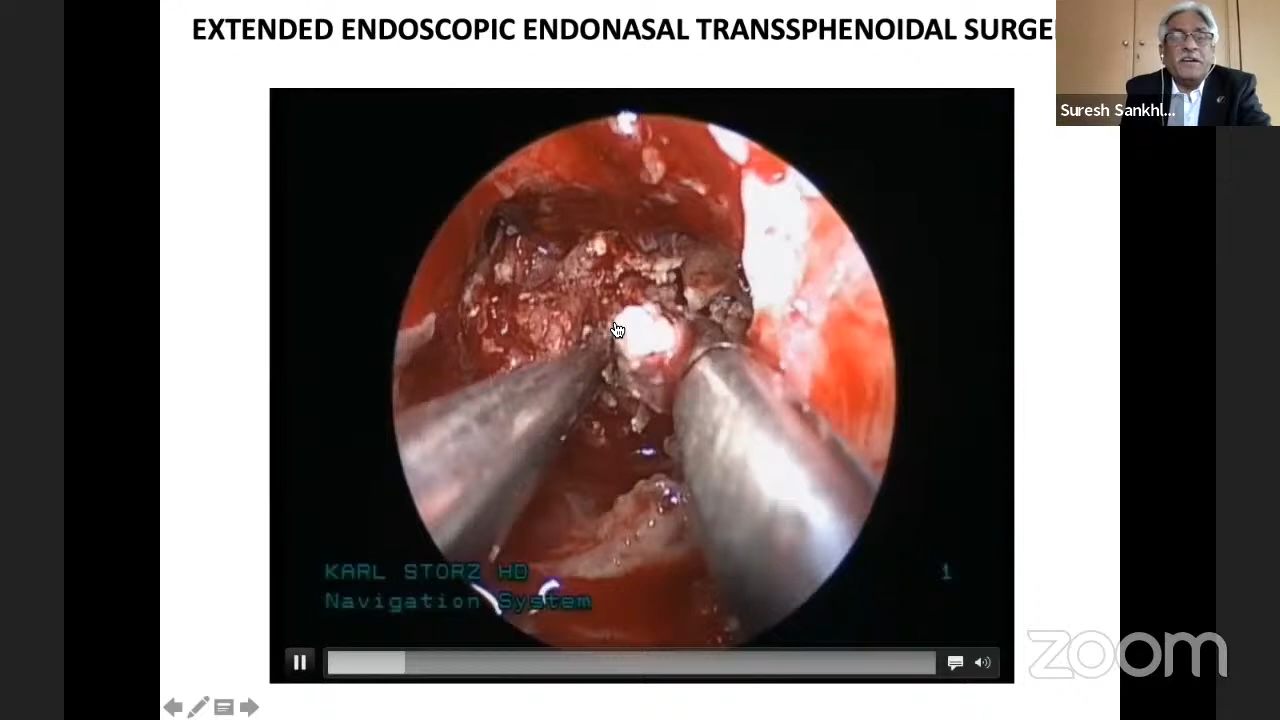 EXTENDED ENDOSCOPIC ENDONASAL TRANSSPHENOIDAL SURGE
Suresh Sankhl...
KARL STORZ HD
1
Navigation System
zoom